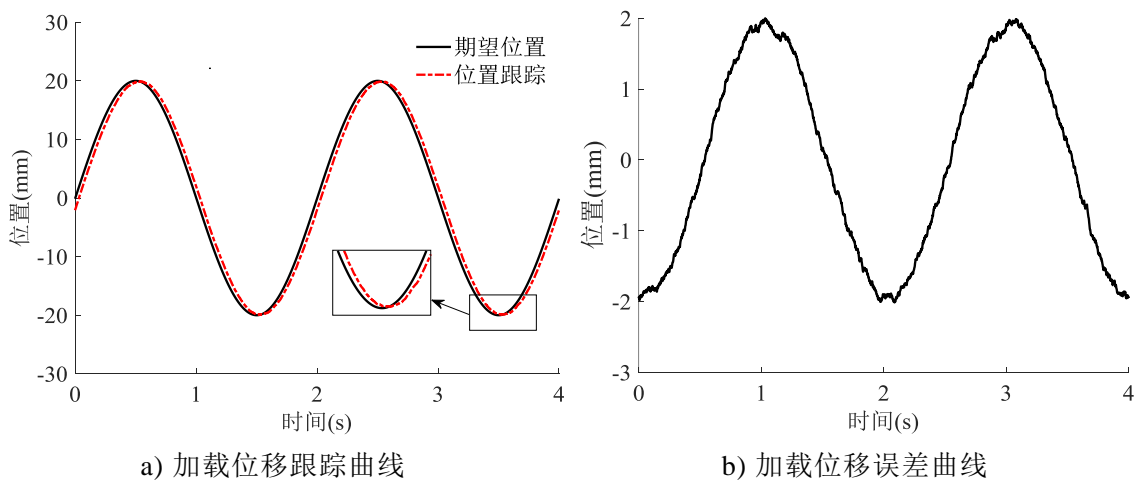 30
20
10
0
-10
-20
-30
位置(mm)
期望位置
位置跟踪
0 1 2 3 4
时间(s)
a) 加载位移跟踪曲线
2
1
0
-1
-2
-3
位置(mm)
0 1 2 3 4
时间(s)
b) 加载位移误差曲线